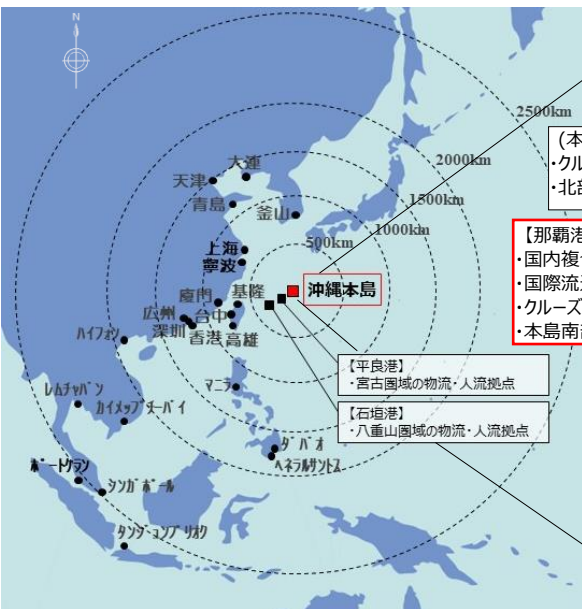 N
2500km
(本
・クル
・北部
2000km
大連
天津
1500km
青島
釜山
1000km
【那覇港
・国内複合
・国際流通
・クルーズ
・本島南部
上海
500km
寧波
沖縄本島
廈門
基隆
広州
台中
深圳
香港
高雄
ハイフォン
【平良港】
・宮古圏域の物流・人流拠点
マニラ
レムチャバン
カイメップチーバイ
【石垣港】
・八重山圏域の物流・人流拠点
ダバオ
ヘネラルサントス
ポートケラン
シンガポール
タンジュンプリオク